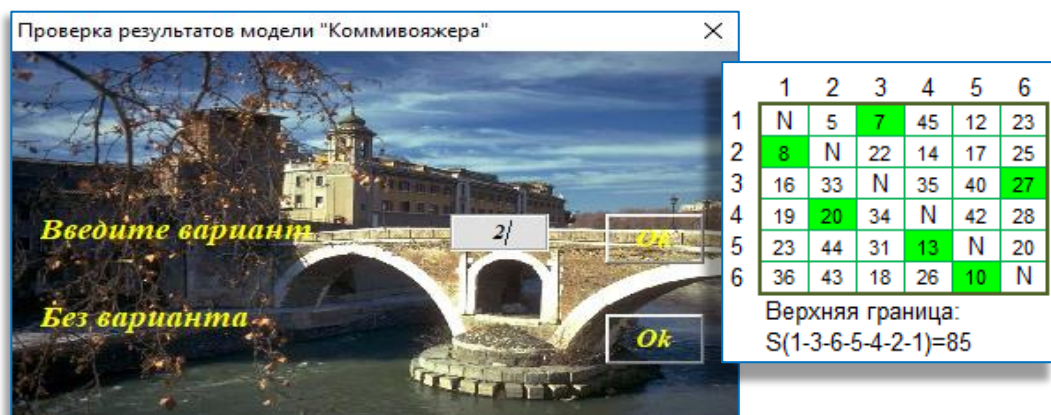 Проверка результатов модели "Коммивояжера"
Введите вариант 2 Ok
Без варианта Ok
1 2 3 4 5 6
1 N 5 7 45 12 23
2 8 N 22 14 17 25
3 16 33 N 35 40 27
4 19 20 34 N 42 28
5 23 44 31 13 N 20
6 36 43 18 26 10 N
Верхняя граница:
S(1-3-6-5-4-2-1)=85